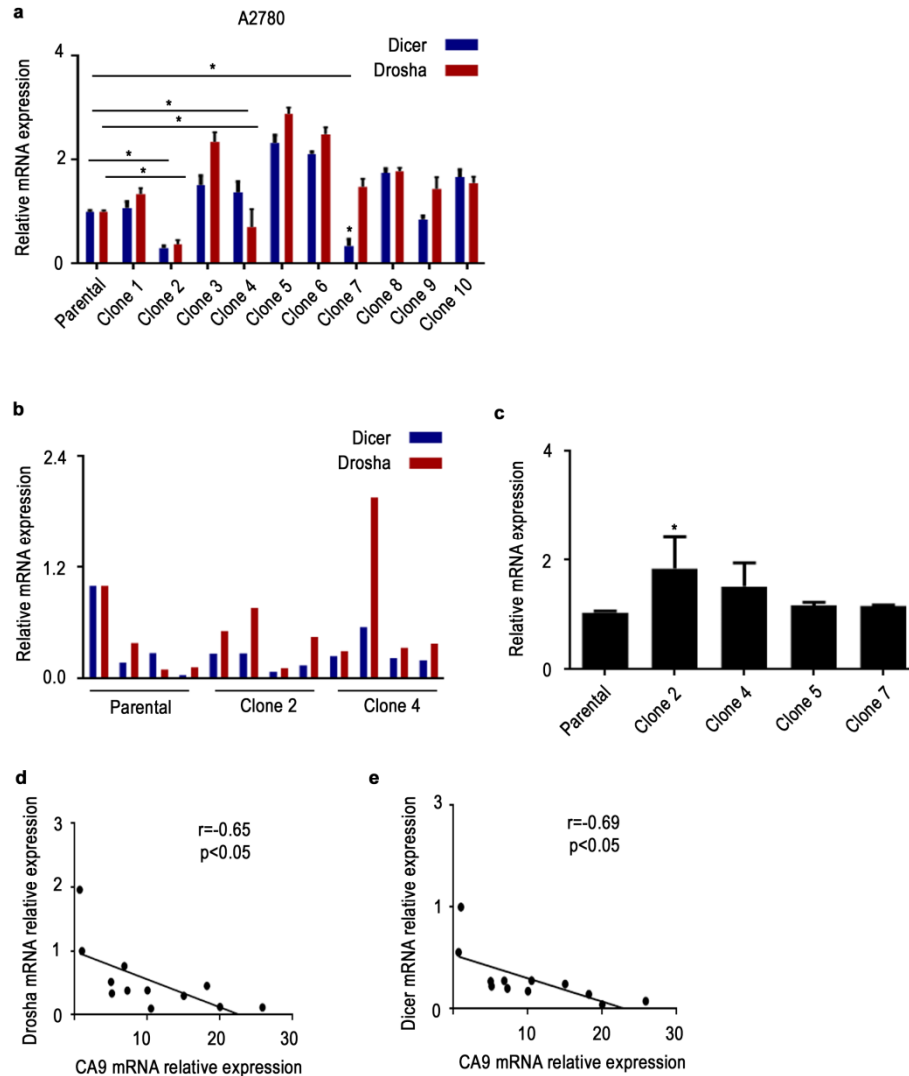 a
A2780
Dicer
Drosha
Relative mRNA expression
4
2
0
*
*
*
*
*
*
Parental
Clone 1
Clone 2
Clone 3
Clone 4
Clone 5
Clone 6
Clone 7
Clone 8
Clone 9
Clone 10
b
Dicer
Drosha
Relative mRNA expression
2.4
1.2
0.0
Parental
Clone 2
Clone 4
c
Relative mRNA expression
4
2
0
*
Parental
Clone 2
Clone 4
Clone 5
Clone 7
d
Drosha mRNA relative expression
3
2
1
0
r=-0.65
p<0.05
10
20
30
CA9 mRNA relative expression
e
Dicer mRNA relative expression
3
1
0
r=-0.69
p<0.05
10
20
30
CA9 mRNA relative expression